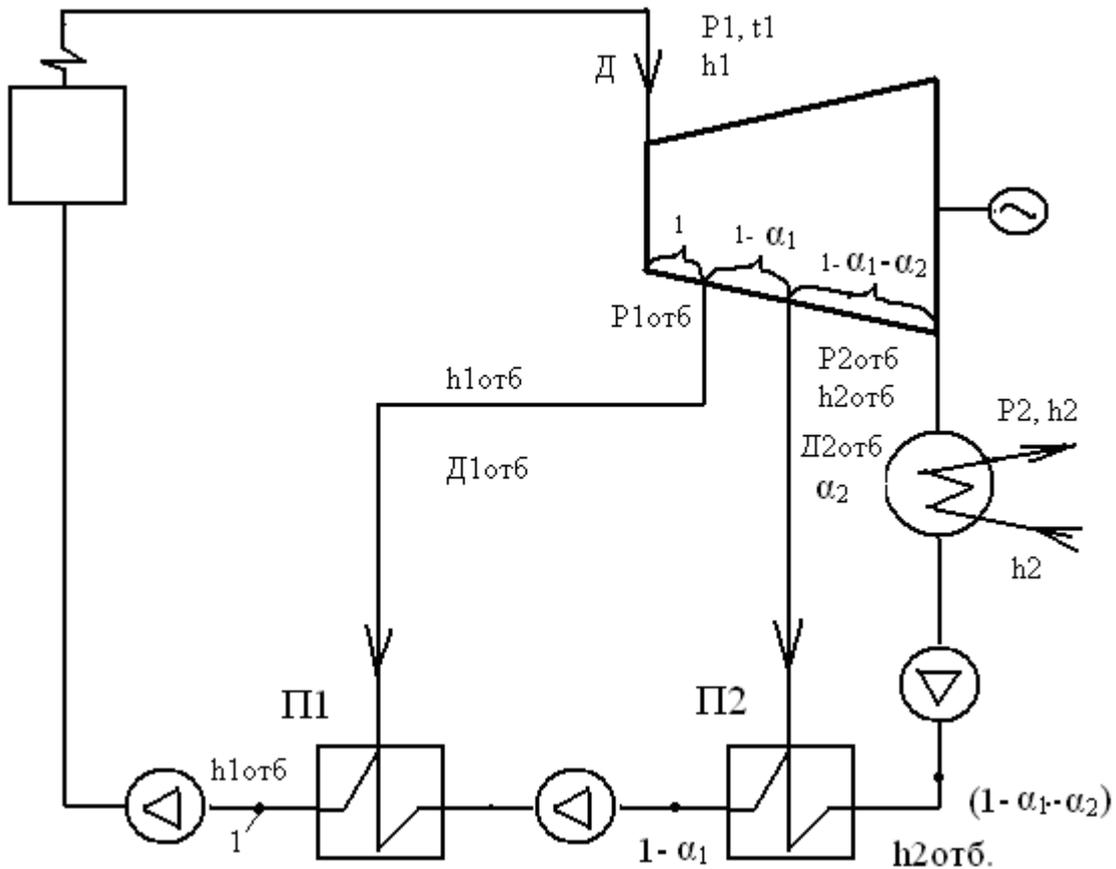 P1, t1
h1
Д
1
1- α₁
1- α₁-α₂
P1отб
P2отб
h2отб
h1отб
P2, h2
Д2отб
Д1отб
α₂
h2
П1
П2
h1отб
(1- α₁-α₂)
1
1- α₁
h2отб.